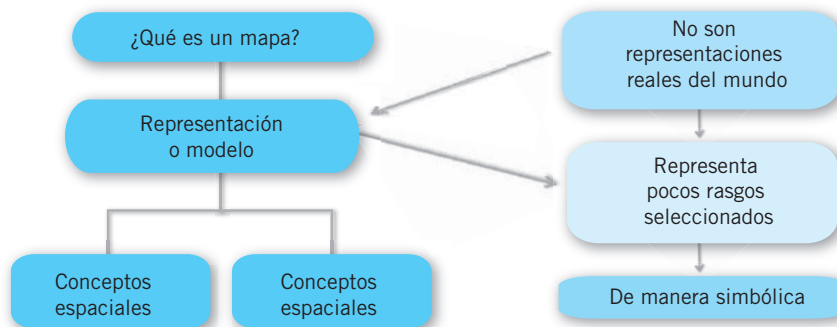 ¿Qué es un mapa?
No son
representaciones
reales del mundo
Representación
o modelo
Representa
pocos rasgos
seleccionados
Conceptos
espaciales
Conceptos
espaciales
De manera simbólica